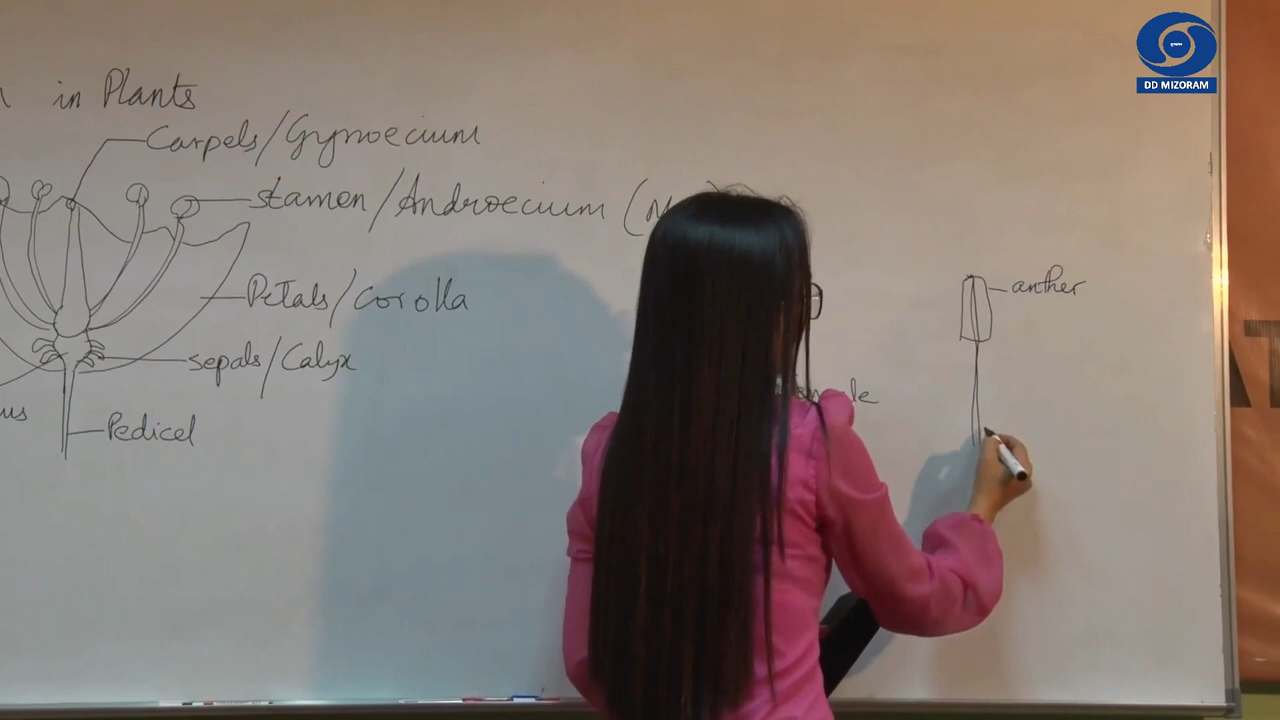 in Plants
Carpels/Gynoecium
stamen/Androecium
Petals/Corolla
sepals/Calyx
Pedicel
anther
DD MIZORAM